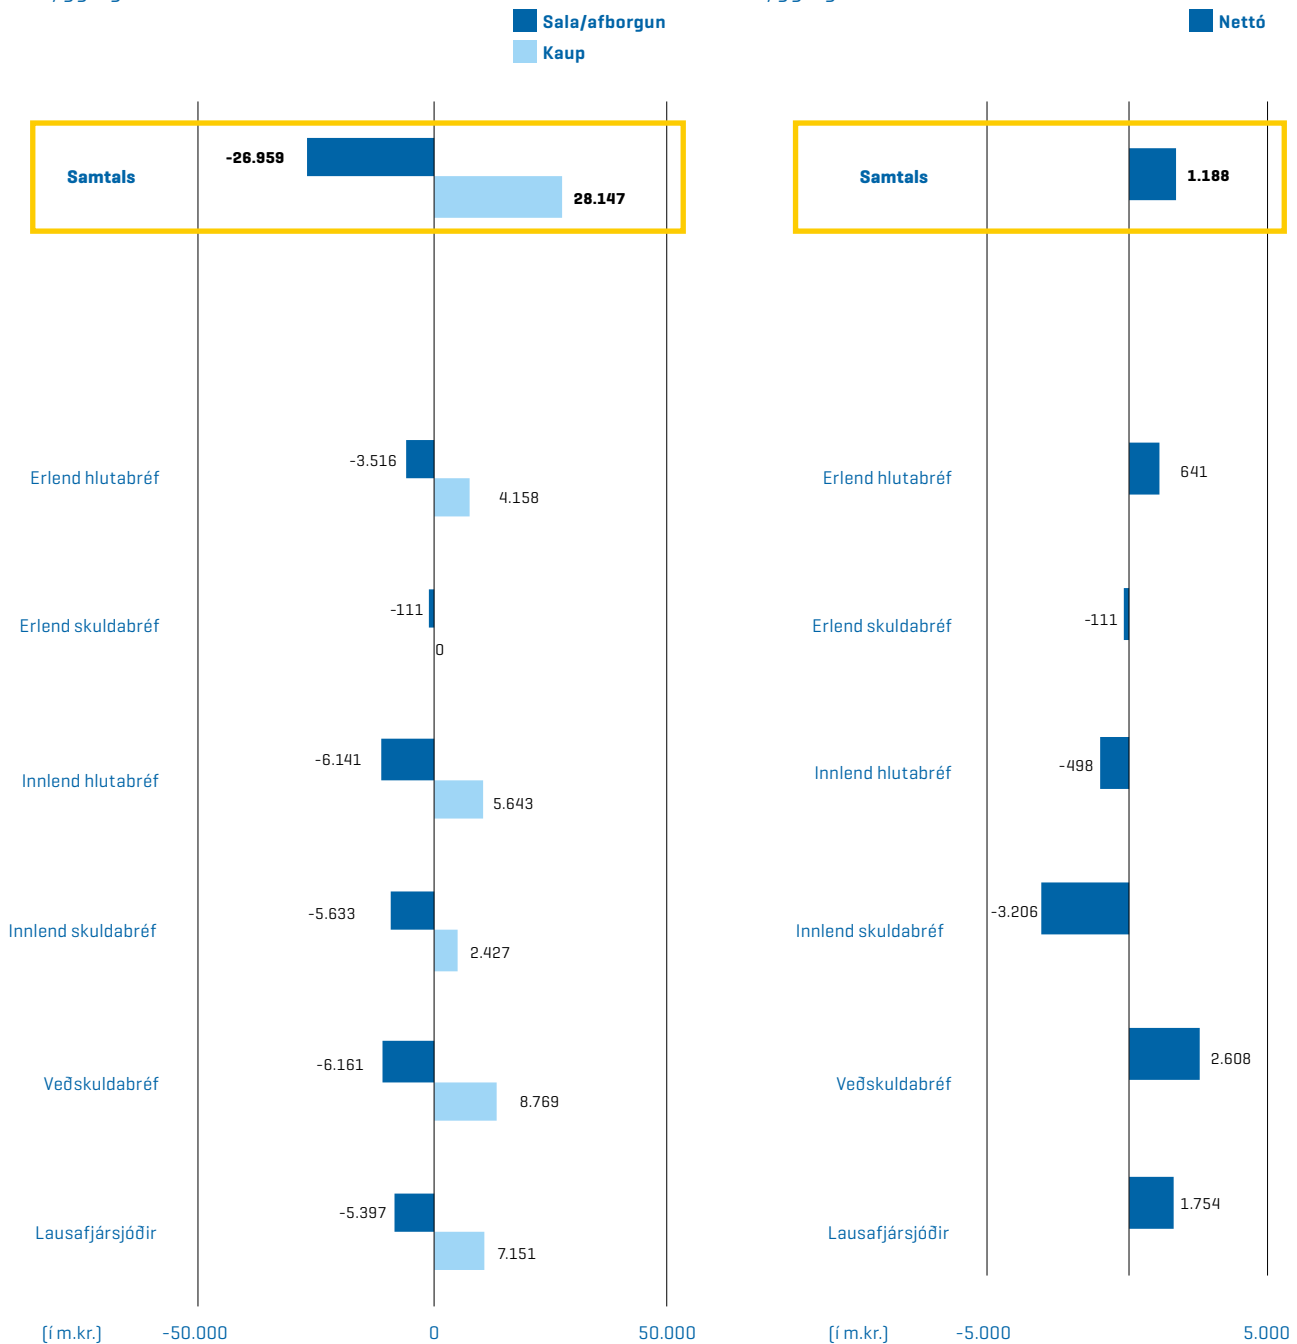 Sala/afborgun
Kaup
Samtals
-26.959
28.147
Erlend hlutabréf
-3.516
4.158
Erlend skuldabréf
-111
0
Innlend hlutabréf
-6.141
5.643
Innlend skuldabréf
-5.633
2.427
Veðskuldabréf
-6.161
8.769
Lausafjársjóðir
-5.397
7.151
(í m.kr.) -50.000 0 50.000
Nettó
Samtals
1.188
Erlend hlutabréf
641
Erlend skuldabréf
-111
Innlend hlutabréf
-498
Innlend skuldabréf
-3.206
Veðskuldabréf
2.608
Lausafjársjóðir
1.754
(í m.kr.) -5.000 5.000